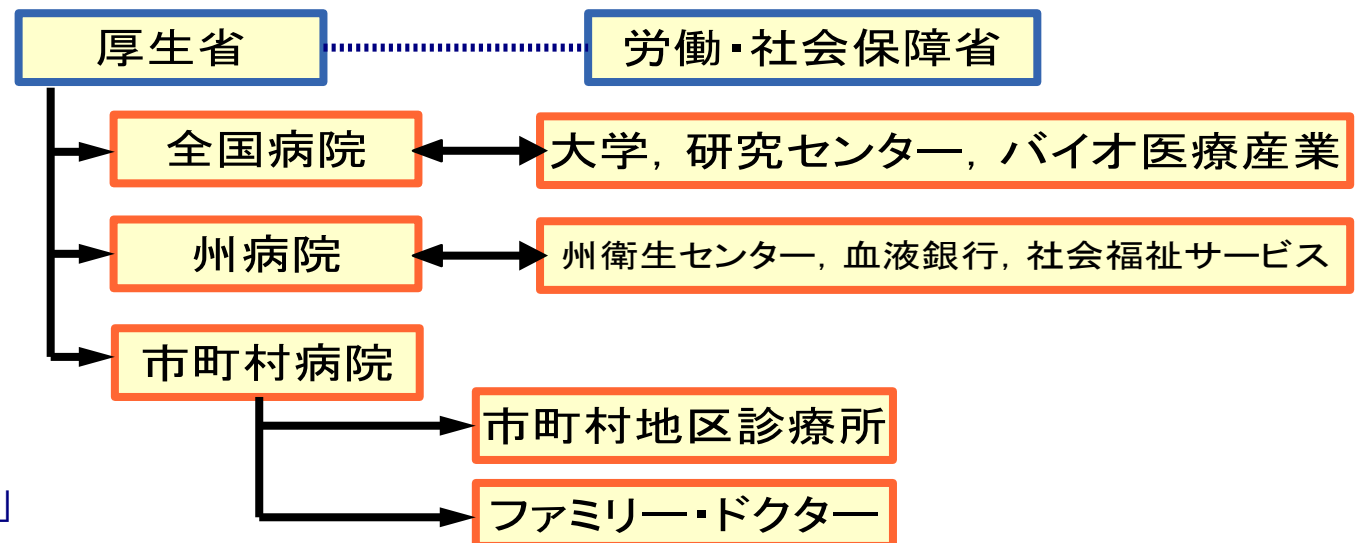 厚生省
労働・社会保障省
全国病院
大学，研究センター，バイオ医療産業
州病院
州衛生センター，血液銀行，社会福祉サービス
市町村病院
市町村地区診療所
」
ファミリー・ドクター